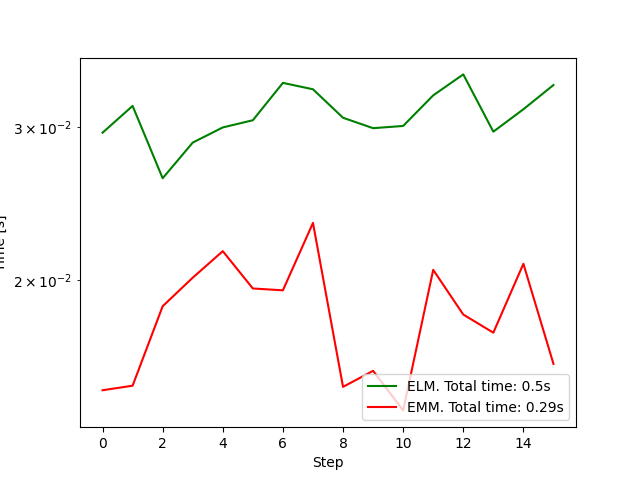 3 × 10⁻²
2 × 10⁻²
Time [s]
ELM. Total time: 0.5s
EMM. Total time: 0.29s
0 2 4 6 8 10 12 14
Step